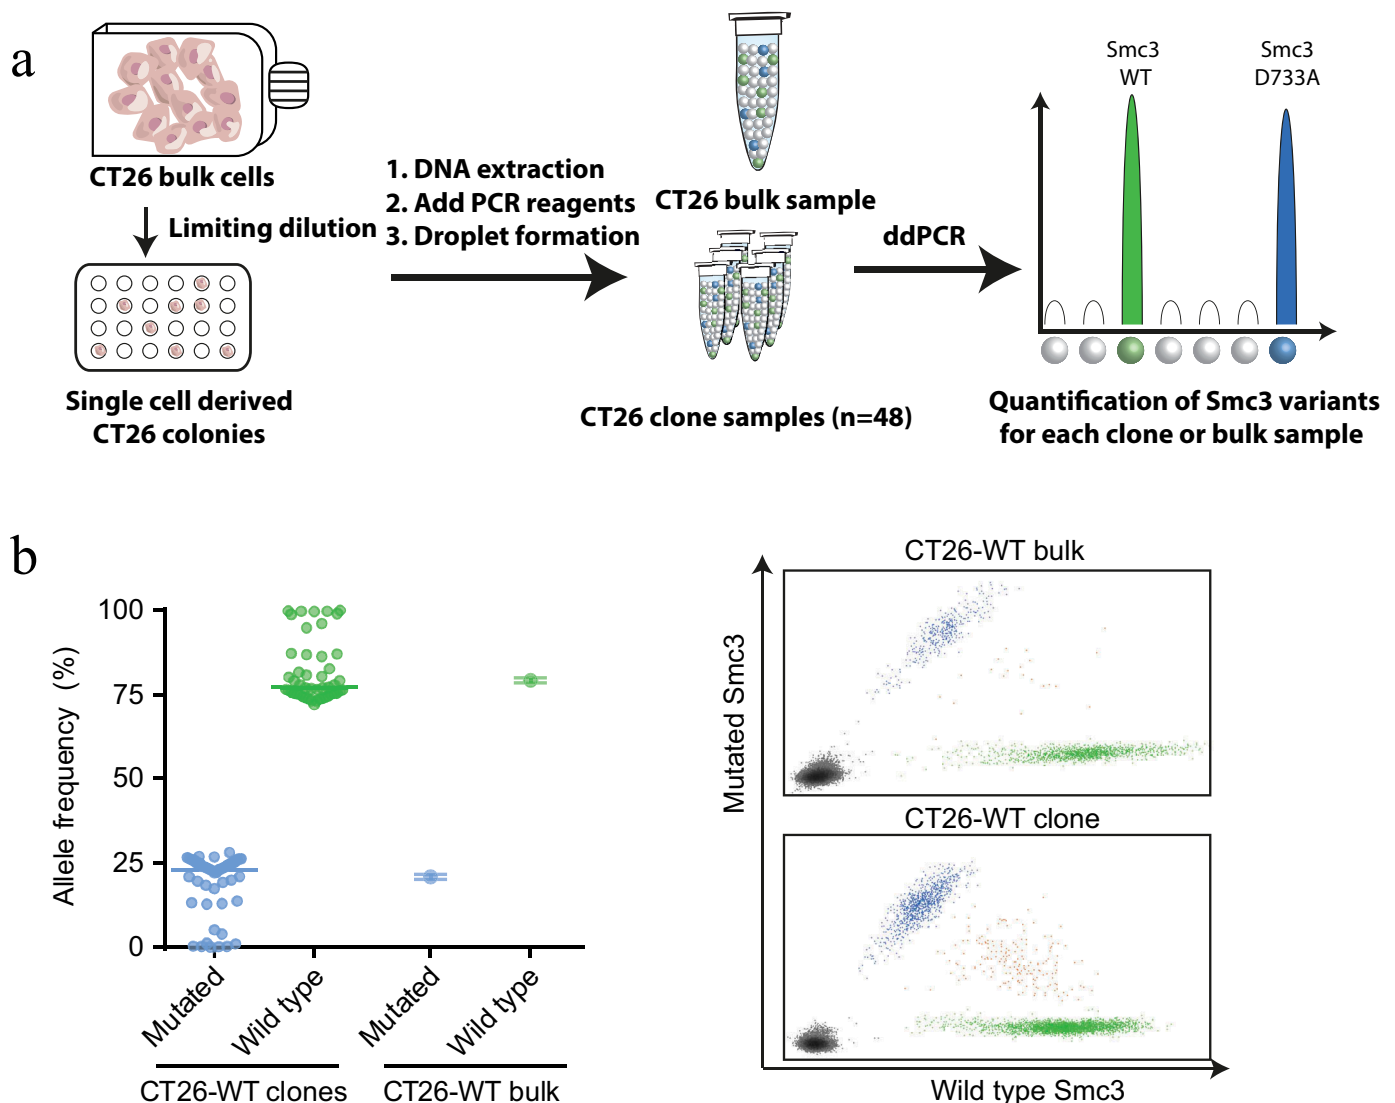 a
CT26 bulk cells
Limiting dilution
Single cell derived
CT26 colonies
1. DNA extraction
2. Add PCR reagents
3. Droplet formation
CT26 bulk sample
CT26 clone samples (n=48)
ddPCR
Smc3
WT
Smc3
D733A
Quantification of Smc3 variants
for each clone or bulk sample
b
Allele frequency (%)
100
75
50
25
0
Mutated
Wild type
Mutated
Wild type
CT26-WT clones
CT26-WT bulk
CT26-WT bulk
CT26-WT clone
Mutated Smc3
Wild type Smc3